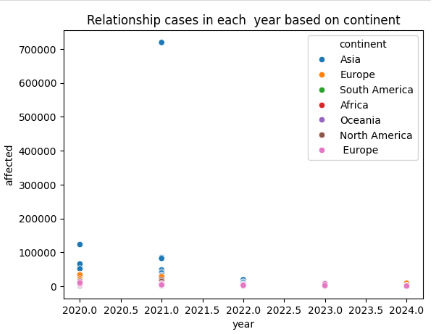 Relationship cases in each  year based on continent
continent
Asia
Europe
South America
Africa
Oceania
North America
 Europe
affected
700000
600000
500000
400000
300000
200000
100000
0
2020.0 2020.5 2021.0 2021.5 2022.0 2022.5 2023.0 2023.5 2024.0
year